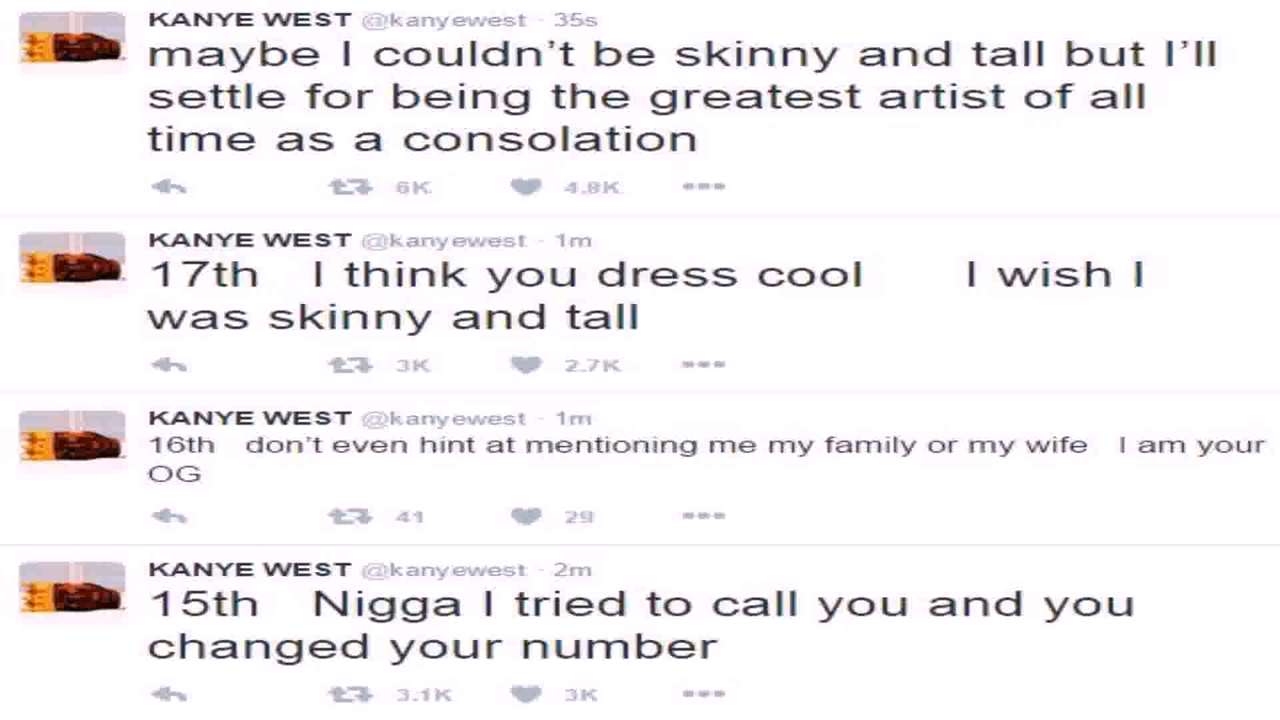 KANYE WEST @kanyewest · 35s
maybe I couldn't be skinny and tall but I'll
settle for being the greatest artist of all
time as a consolation
6K 4.8K
KANYE WEST @kanyewest · 1m
17th I think you dress cool I wish I
was skinny and tall
3K 2.7K
KANYE WEST @kanyewest · 1m
16th don't even hint at mentioning me my family or my wife I am your
OG
41 29
KANYE WEST @kanyewest · 2m
15th Nigga I tried to call you and you
changed your number
3.1K 3K